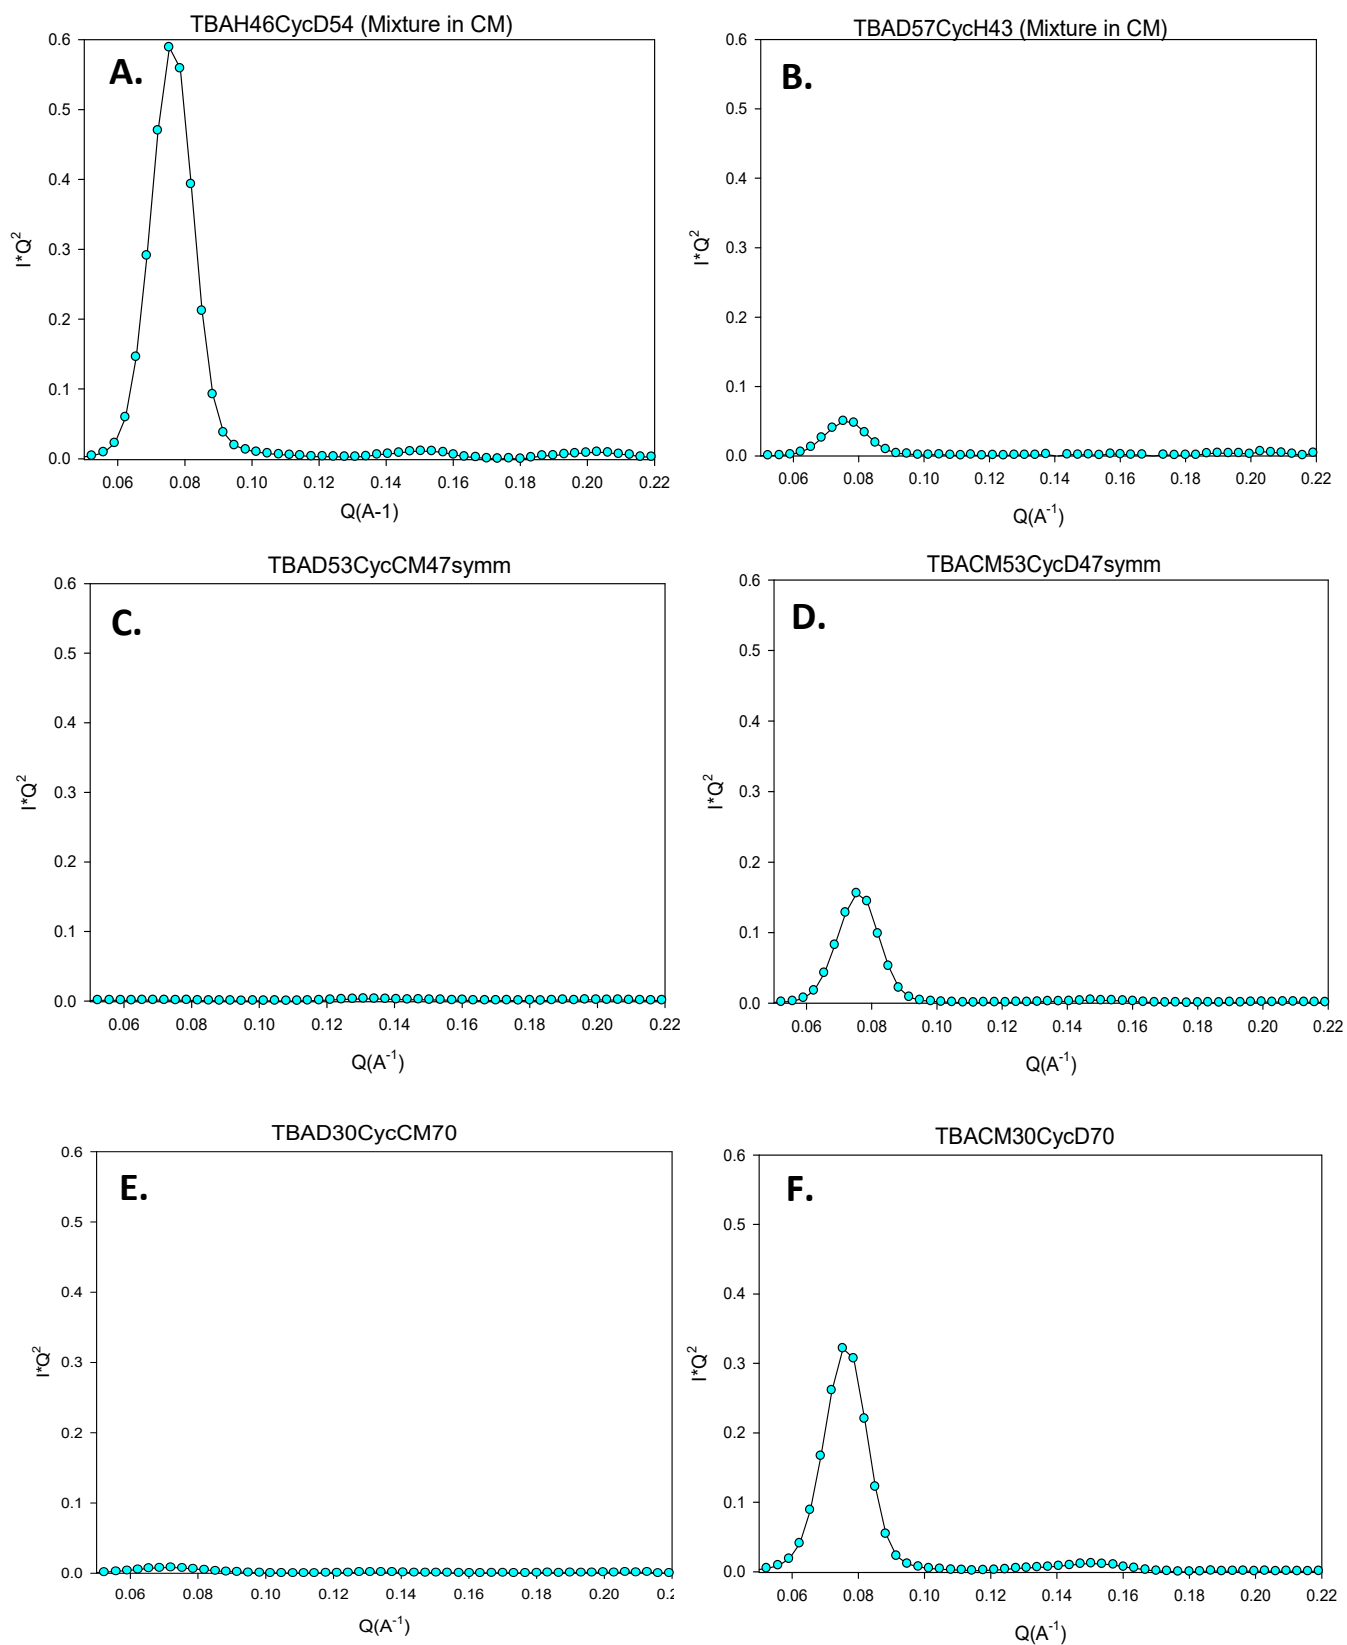 TBAH46CycD54 (Mixture in CM)
A.
0.6
0.5
0.4
0.3
0.2
0.1
0.0
I*Q²
0.06 0.08 0.10 0.12 0.14 0.16 0.18 0.20 0.22
Q(A-1)
TBAD57CycH43 (Mixture in CM)
B.
0.6
0.5
0.4
0.3
0.2
0.1
0.0
I*Q²
0.06 0.08 0.10 0.12 0.14 0.16 0.18 0.20 0.22
Q(A⁻¹)
TBAD53CycCM47symm
C.
0.6
0.5
0.4
0.3
0.2
0.1
0.0
I*Q²
0.06 0.08 0.10 0.12 0.14 0.16 0.18 0.20 0.22
Q(A⁻¹)
TBACM53CycD47symm
D.
0.6
0.5
0.4
0.3
0.2
0.1
0.0
I*Q²
0.06 0.08 0.10 0.12 0.14 0.16 0.18 0.20 0.22
Q(A⁻¹)
TBAD30CycCM70
E.
0.6
0.5
0.4
0.3
0.2
0.1
0.0
I*Q²
0.06 0.08 0.10 0.12 0.14 0.16 0.18 0.20
Q(A⁻¹)
TBACM30CycD70
F.
0.6
0.5
0.4
0.3
0.2
0.1
0.0
I*Q²
0.06 0.08 0.10 0.12 0.14 0.16 0.18 0.20 0.22
Q(A⁻¹)